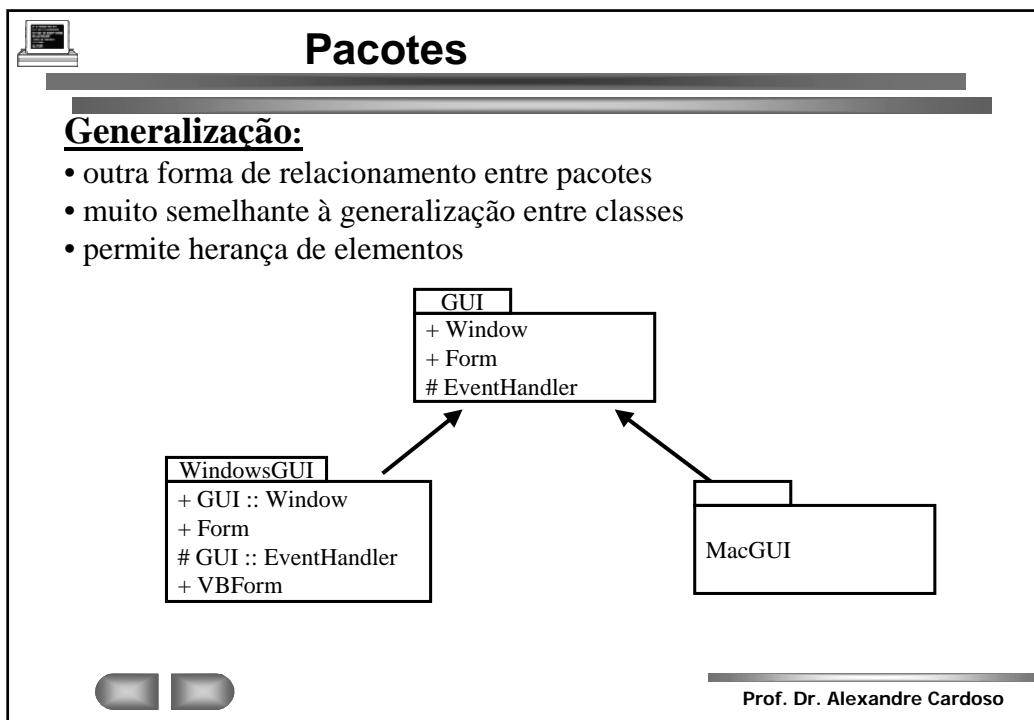 Pacotes
Generalização:
• outra forma de relacionamento entre pacotes
• muito semelhante à generalização entre classes
• permite herança de elementos
GUI
+ Window
+ Form
# EventHandler
WindowsGUI
+ GUI :: Window
+ Form
# GUI :: EventHandler
+ VBForm
MacGUI
Prof. Dr. Alexandre Cardoso